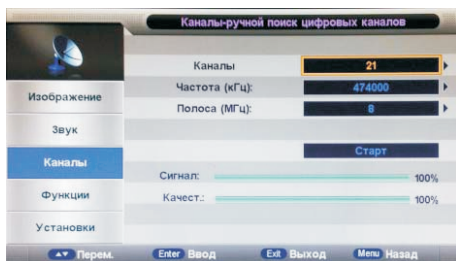 Каналы-ручной поиск цифровых каналов
Каналы 21
Частота (кГц): 474000
Полоса (МГц): 8
Старт
Сигнал: 100%
Качест.: 100%
Изображение
Звук
Каналы
Функции
Установки
Перем. Enter Ввод Exit Выход Menu Назад